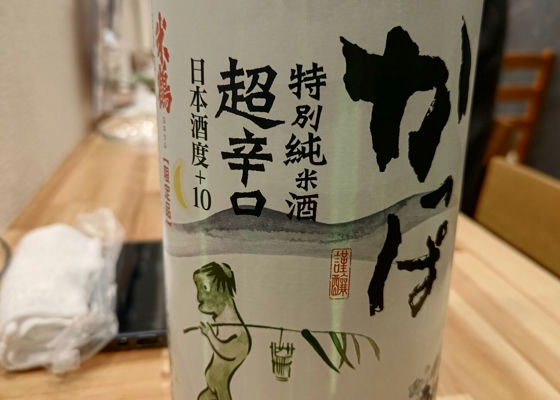 かっぱ
特別純米酒
超辛口
日本酒度+10
米鶴
謹醸